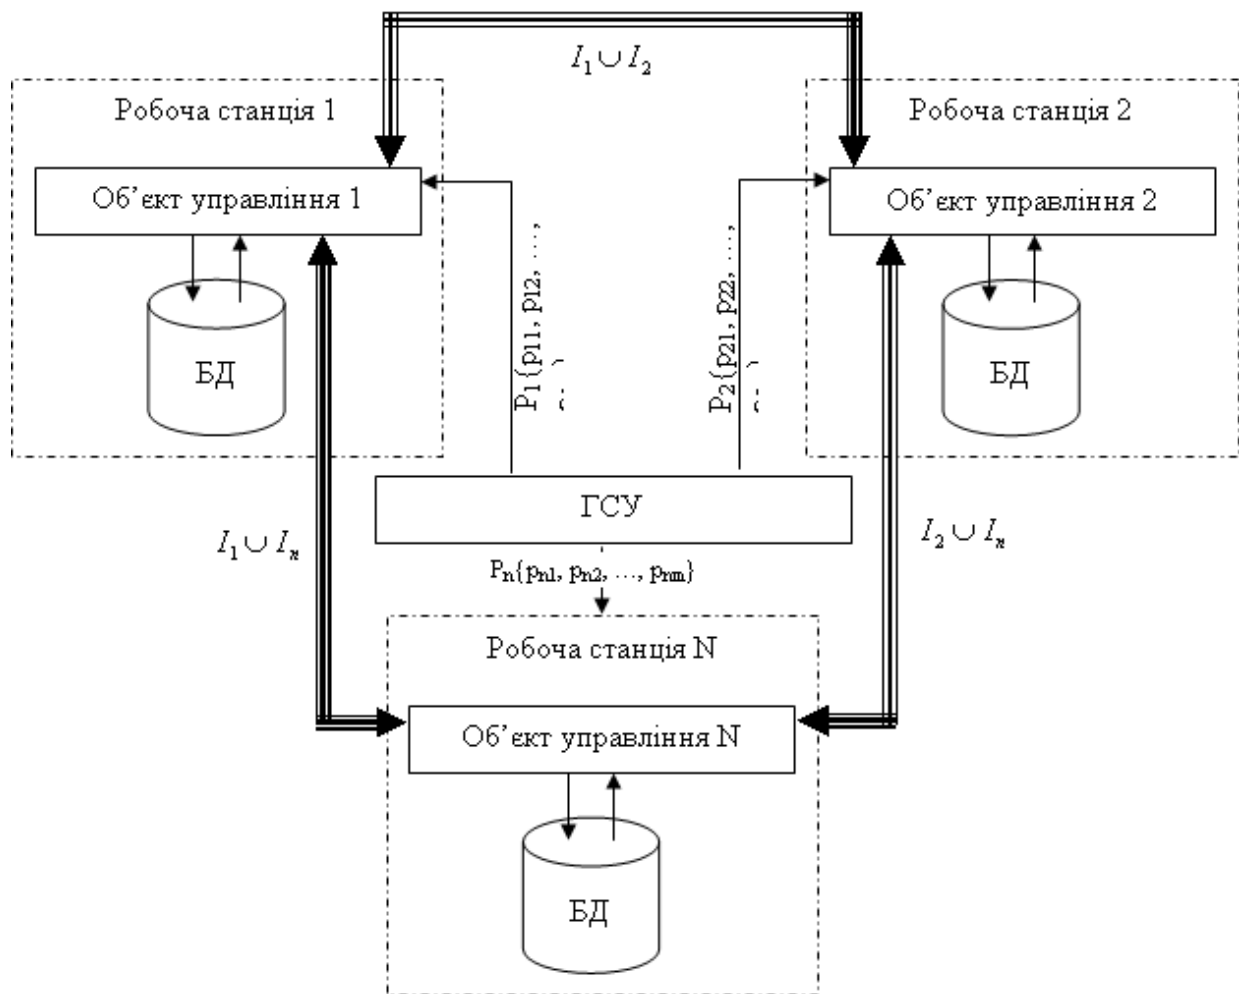 I₁ ∪ I₂
Робоча станція 1
Робоча станція 2
Об’єкт управління 1
Об’єкт управління 2
P₁{p₁₁, p₁₂, …,
P₂{p₂₁, p₂₂, …,
БД
БД
ГСУ
I₁ ∪ Iₙ
I₂ ∪ Iₙ
Pₙ{pₙ₁, pₙ₂, …, pₙₘ}
Робоча станція N
Об’єкт управління N
БД